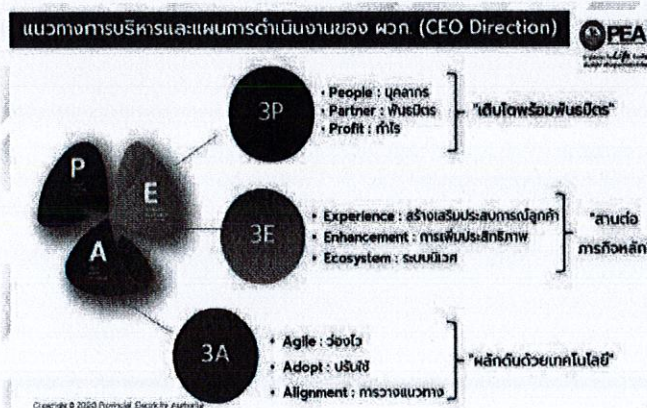 แนวทางการบริหารและแผนการดำเนินงานของ ผวก. (CEO Direction)
PEA
3P
• People : บุคลากร
• Partner : พันธมิตร
• Profit : กำไร
"เติบโตพร้อมพันธมิตร"
P
E
A
3E
• Experience : สร้างเสริมประสบการณ์ลูกค้า
• Enhancement : การเพิ่มประสิทธิภาพ
• Ecosystem : ระบบนิเวศ
"สานต่อ
ภารกิจหลัก"
3A
• Agile : ว่องไว
• Adopt : ปรับใช้
• Alignment : การวางแนวทาง
"ผลักดันด้วยเทคโนโลยี"
Copyright © 2020 Provincial Electricity Authority